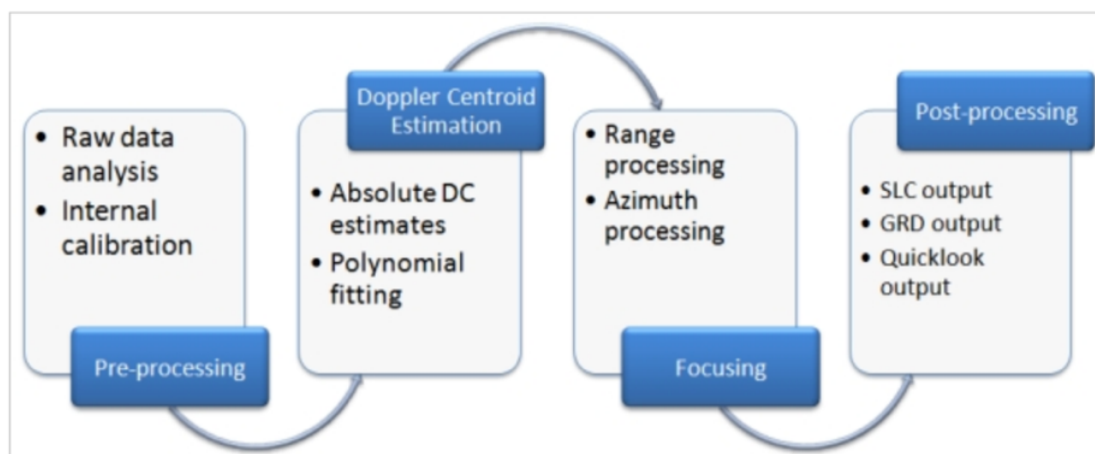 • Raw data
analysis
• Internal
calibration
Pre-processing
Doppler Centroid
Estimation
• Absolute DC
estimates
• Polynomial
fitting
• Range
processing
• Azimuth
processing
Focusing
Post-processing
• SLC output
• GRD output
• Quicklook
output